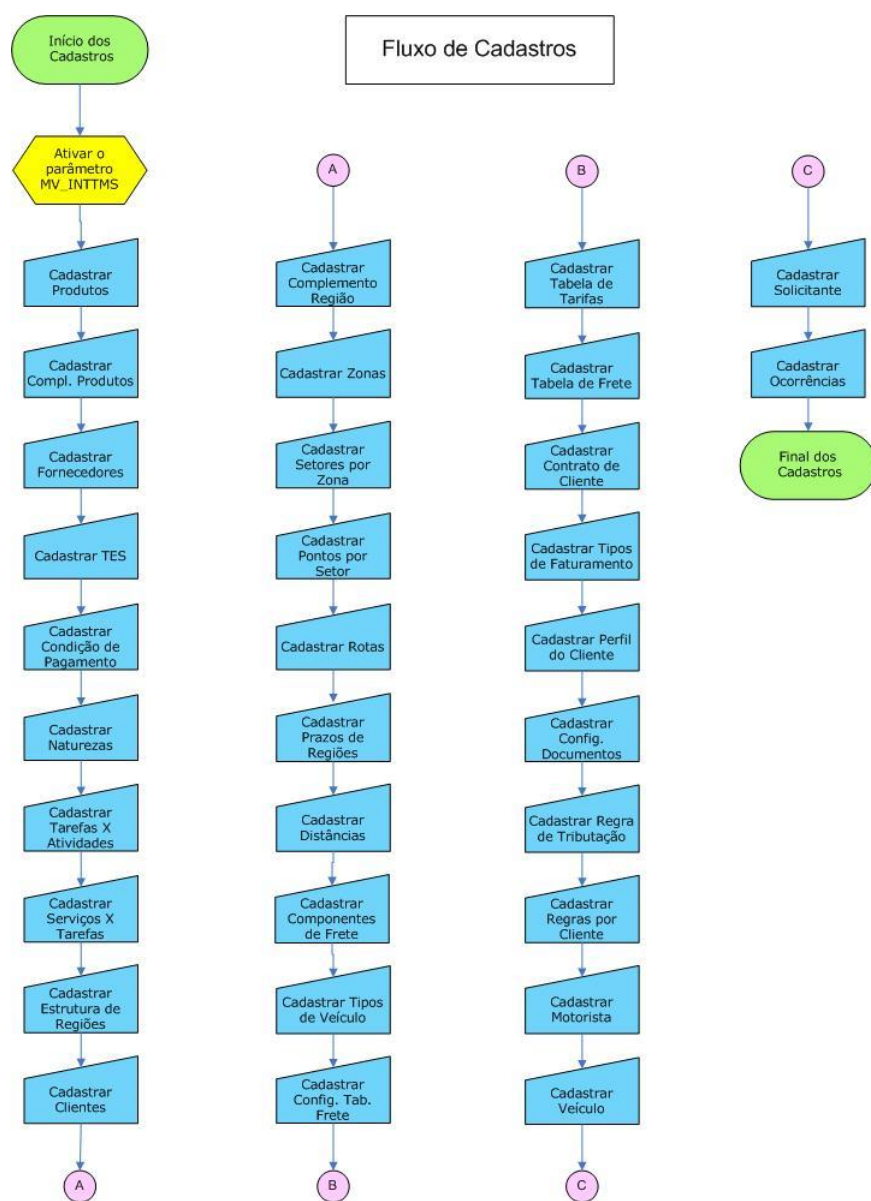 Início dos
Cadastros
Fluxo de Cadastros
Ativar o
parâmetro
MV_INTTMS
Cadastrar
Produtos
Cadastrar
Compl. Produtos
Cadastrar
Fornecedores
Cadastrar TES
Cadastrar
Condição de
Pagamento
Cadastrar
Naturezas
Cadastrar
Tarefas X
Atividades
Cadastrar
Serviços X
Tarefas
Cadastrar
Estrutura de
Regiões
Cadastrar
Clientes
A
A
Cadastrar
Complemento
Região
Cadastrar Zonas
Cadastrar
Setores por
Zona
Cadastrar
Pontos por
Setor
Cadastrar Rotas
Cadastrar
Prazos de
Regiões
Cadastrar
Distâncias
Cadastrar
Componentes
de Frete
Cadastrar Tipos
de Veículo
Cadastrar
Config. Tab.
Frete
B
B
Cadastrar
Tabela de
Tarifas
Cadastrar
Tabela de Frete
Cadastrar
Contrato de
Cliente
Cadastrar Tipos
de Faturamento
Cadastrar Perfil
do Cliente
Cadastrar
Config.
Documentos
Cadastrar Regra
de Tributação
Cadastrar
Regras por
Cliente
Cadastrar
Motorista
Cadastrar
Veículo
C
C
Cadastrar
Solicitante
Cadastrar
Ocorrências
Final dos
Cadastros